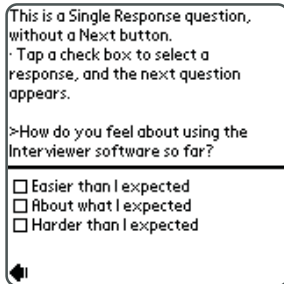 This is a Single Response question,
without a Next button.
· Tap a check box to select a
response, and the next question
appears.
>How do you feel about using the
Interviewer software so far?
Easier than I expected
About what I expected
Harder than I expected